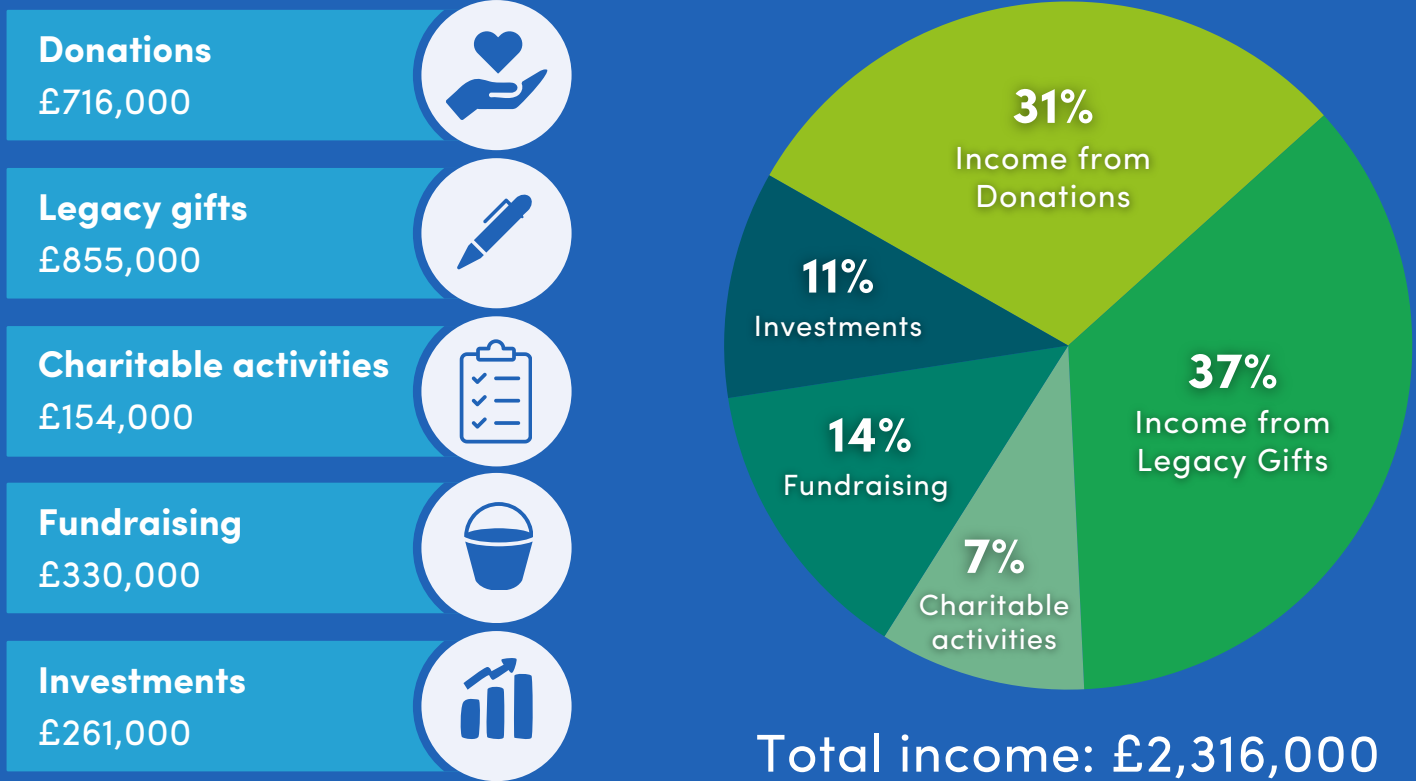 Donations
£716,000
Legacy gifts
£855,000
Charitable activities
£154,000
Fundraising
£330,000
Investments
£261,000
31%
Income from
Donations
11%
Investments
37%
Income from
Legacy Gifts
14%
Fundraising
7%
Charitable
activities
Total income: £2,316,000